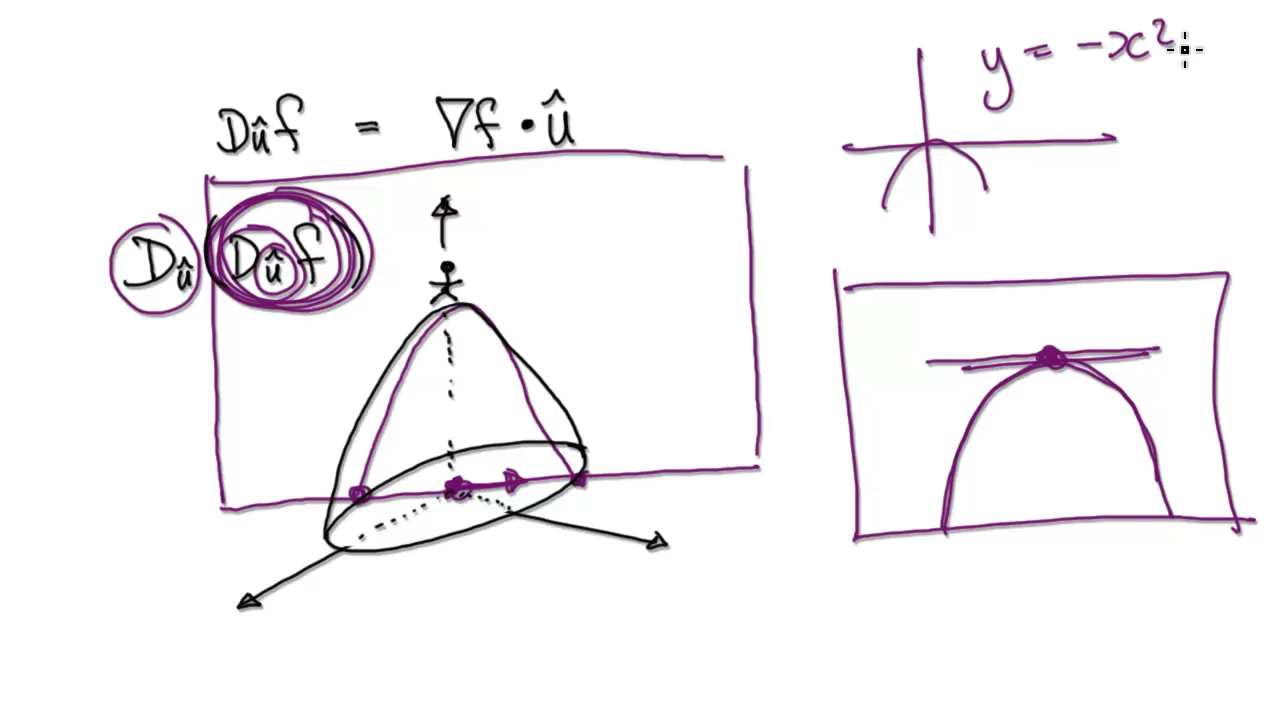 y = -x²
Dûf = ∇f · û
Dû (Dûf)